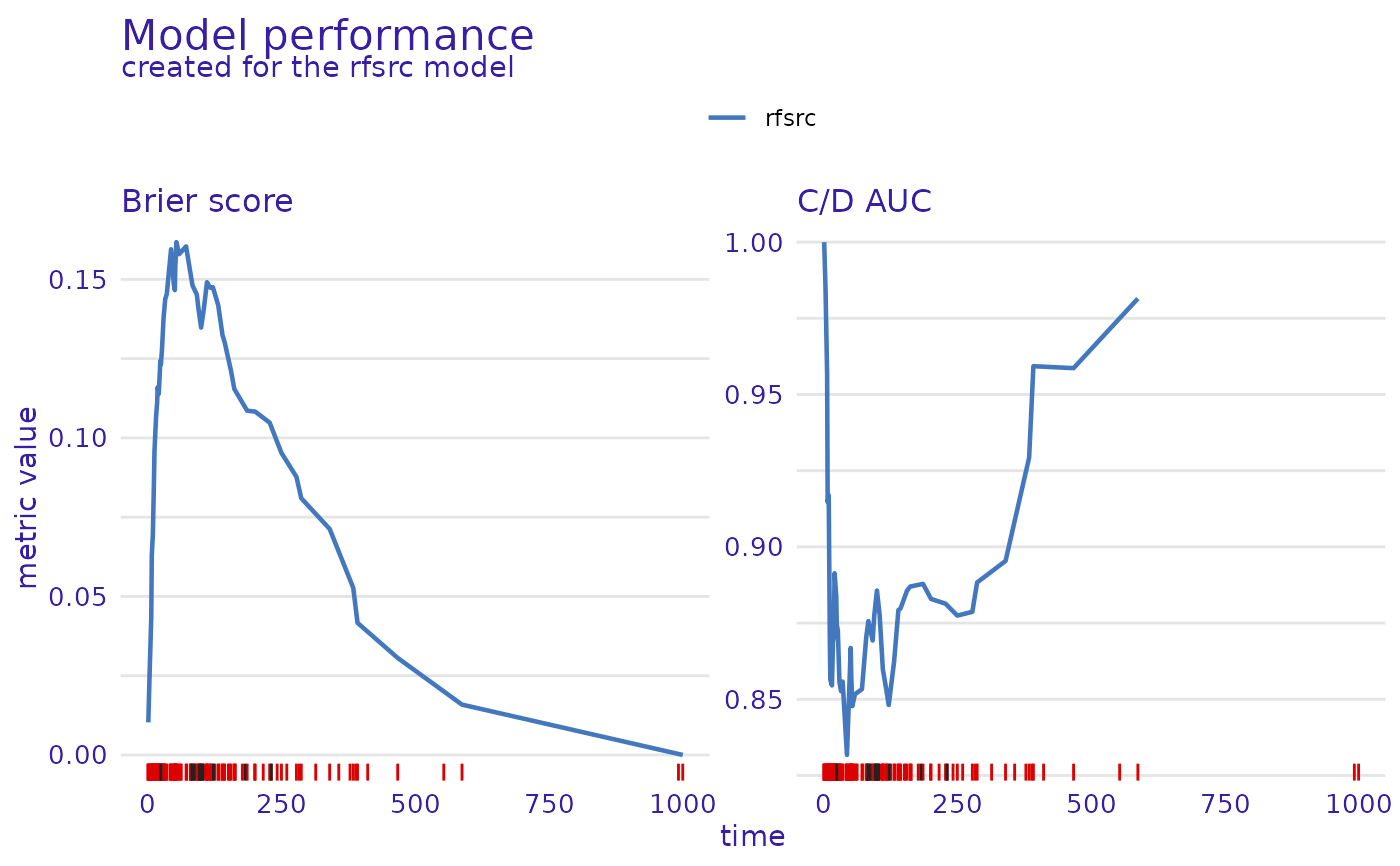 Model performance
created for the rfsrc model
rfsrc
Brier score
C/D AUC
metric value
0.15
0.10
0.05
0.00
0 250 500 750 1000
1.00
0.95
0.90
0.85
0 250 500 750 1000
time